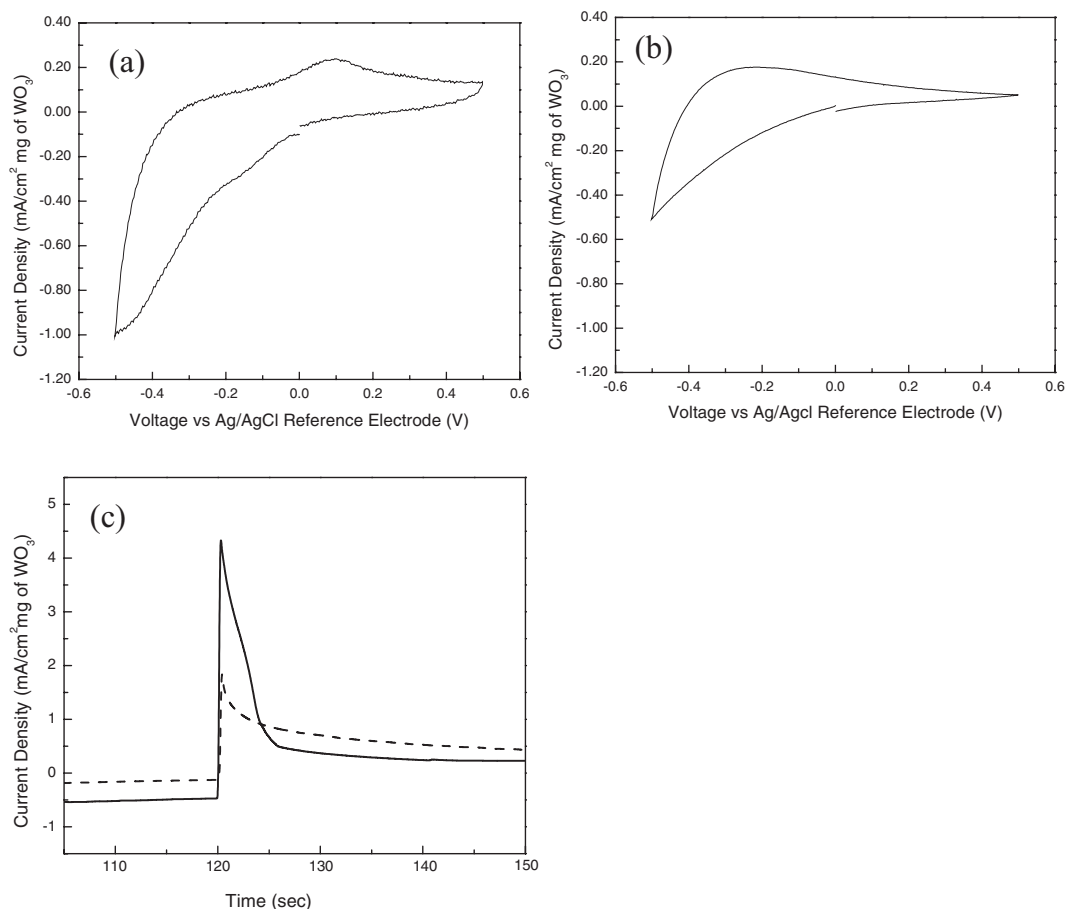 (a)
Current Density (mA/cm² mg of WO₃)
0.40
0.20
0.00
-0.20
-0.40
-0.60
-0.80
-1.00
-1.20
-0.6 -0.4 -0.2 0.0 0.2 0.4 0.6
Voltage vs Ag/AgCl Reference Electrode (V)
(b)
Current Density (mA/cm² mg of WO₃)
0.40
0.20
0.00
-0.20
-0.40
-0.60
-0.80
-1.00
-1.20
-0.6 -0.4 -0.2 0.0 0.2 0.4 0.6
Voltage vs Ag/Agcl Reference Electrode (V)
(c)
Current Density (mA/cm²mg of WO₃)
5
4
3
2
1
0
-1
110 120 130 140 150
Time (sec)